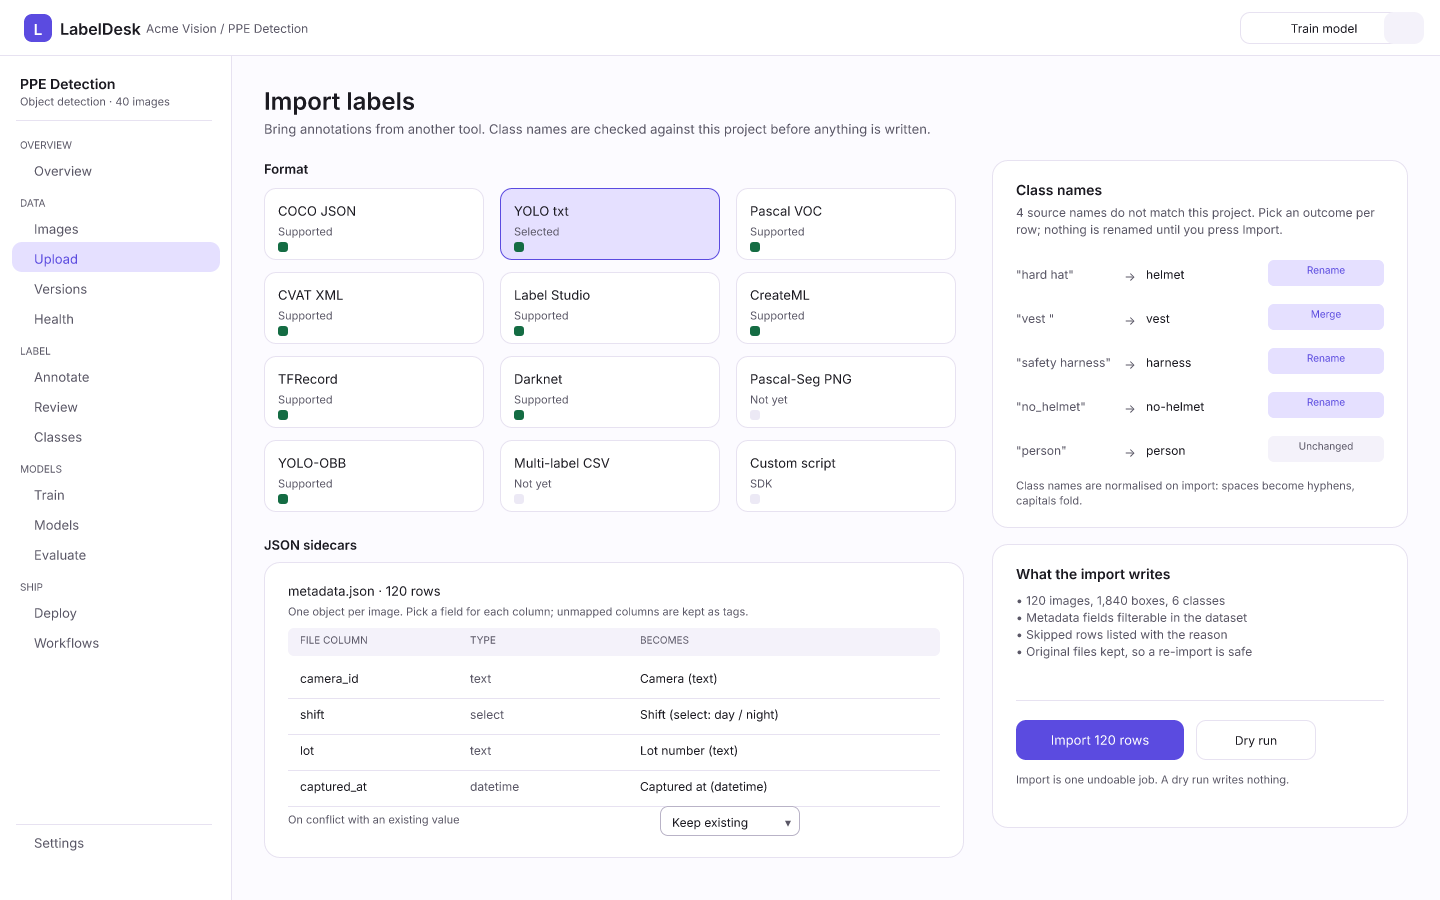 L LabelDesk Acme Vision / PPE Detection
Train model
PPE Detection
Object detection · 40 images
OVERVIEW
Overview
DATA
Images
Upload
Versions
Health
LABEL
Annotate
Review
Classes
MODELS
Train
Models
Evaluate
SHIP
Deploy
Workflows
Settings
Import labels
Bring annotations from another tool. Class names are checked against this project before anything is written.
Format
COCO JSON
Supported
YOLO txt
Selected
Pascal VOC
Supported
CVAT XML
Supported
Label Studio
Supported
CreateML
Supported
TFRecord
Supported
Darknet
Supported
Pascal-Seg PNG
Not yet
YOLO-OBB
Supported
Multi-label CSV
Not yet
Custom script
SDK
JSON sidecars
metadata.json · 120 rows
One object per image. Pick a field for each column; unmapped columns are kept as tags.
FILE COLUMN TYPE BECOMES
camera_id text Camera (text)
shift select Shift (select: day / night)
lot text Lot number (text)
captured_at datetime Captured at (datetime)
On conflict with an existing value Keep existing ▾
Class names
4 source names do not match this project. Pick an outcome per
row; nothing is renamed until you press Import.
"hard hat" → helmet Rename
"vest " → vest Merge
"safety harness" → harness Rename
"no_helmet" → no-helmet Rename
"person" → person Unchanged
Class names are normalised on import: spaces become hyphens,
capitals fold.
What the import writes
• 120 images, 1,840 boxes, 6 classes
• Metadata fields filterable in the dataset
• Skipped rows listed with the reason
• Original files kept, so a re-import is safe
Import 120 rows Dry run
Import is one undoable job. A dry run writes nothing.